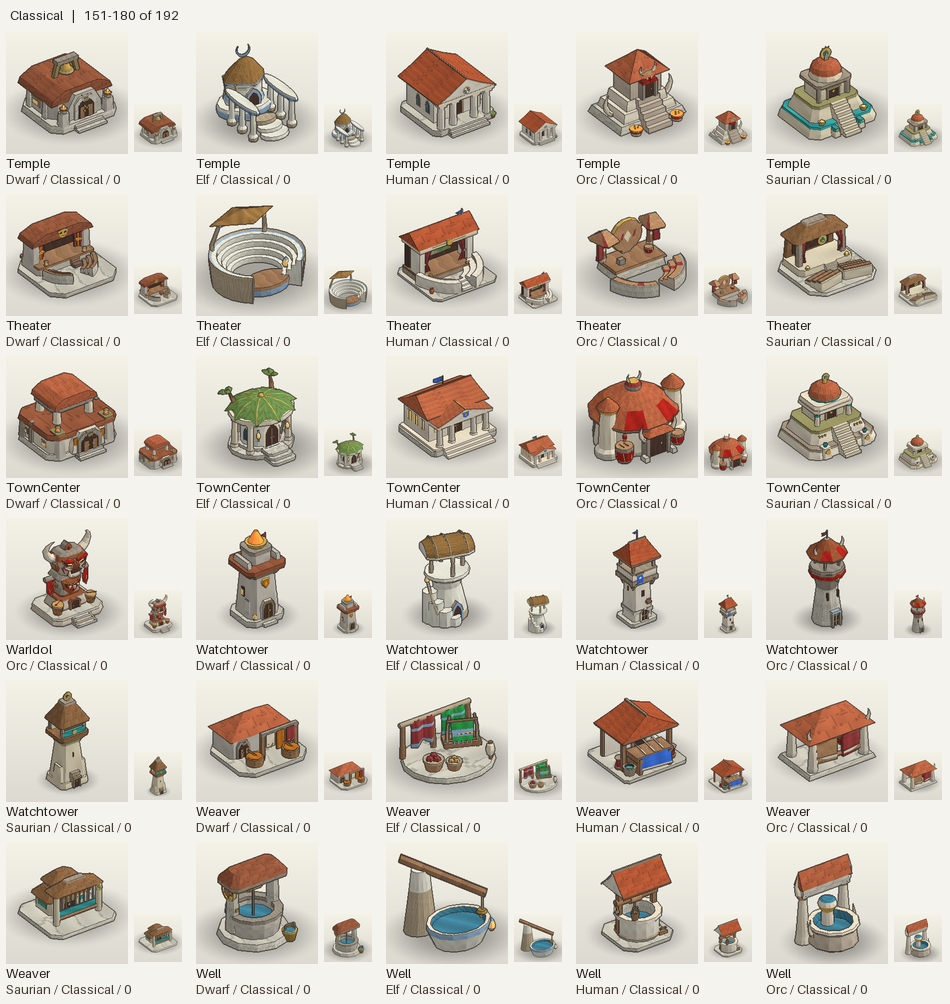 Classical | 151-180 of 192
Temple Temple Temple Temple Temple
Dwarf / Classical / 0 Elf / Classical / 0 Human / Classical / 0 Orc / Classical / 0 Saurian / Classical / 0
Theater Theater Theater Theater Theater
Dwarf / Classical / 0 Elf / Classical / 0 Human / Classical / 0 Orc / Classical / 0 Saurian / Classical / 0
TownCenter TownCenter TownCenter TownCenter TownCenter
Dwarf / Classical / 0 Elf / Classical / 0 Human / Classical / 0 Orc / Classical / 0 Saurian / Classical / 0
WarIdol Watchtower Watchtower Watchtower Watchtower
Orc / Classical / 0 Dwarf / Classical / 0 Elf / Classical / 0 Human / Classical / 0 Orc / Classical / 0
Watchtower Weaver Weaver Weaver Weaver
Saurian / Classical / 0 Dwarf / Classical / 0 Elf / Classical / 0 Human / Classical / 0 Orc / Classical / 0
Weaver Well Well Well Well
Saurian / Classical / 0 Dwarf / Classical / 0 Elf / Classical / 0 Human / Classical / 0 Orc / Classical / 0